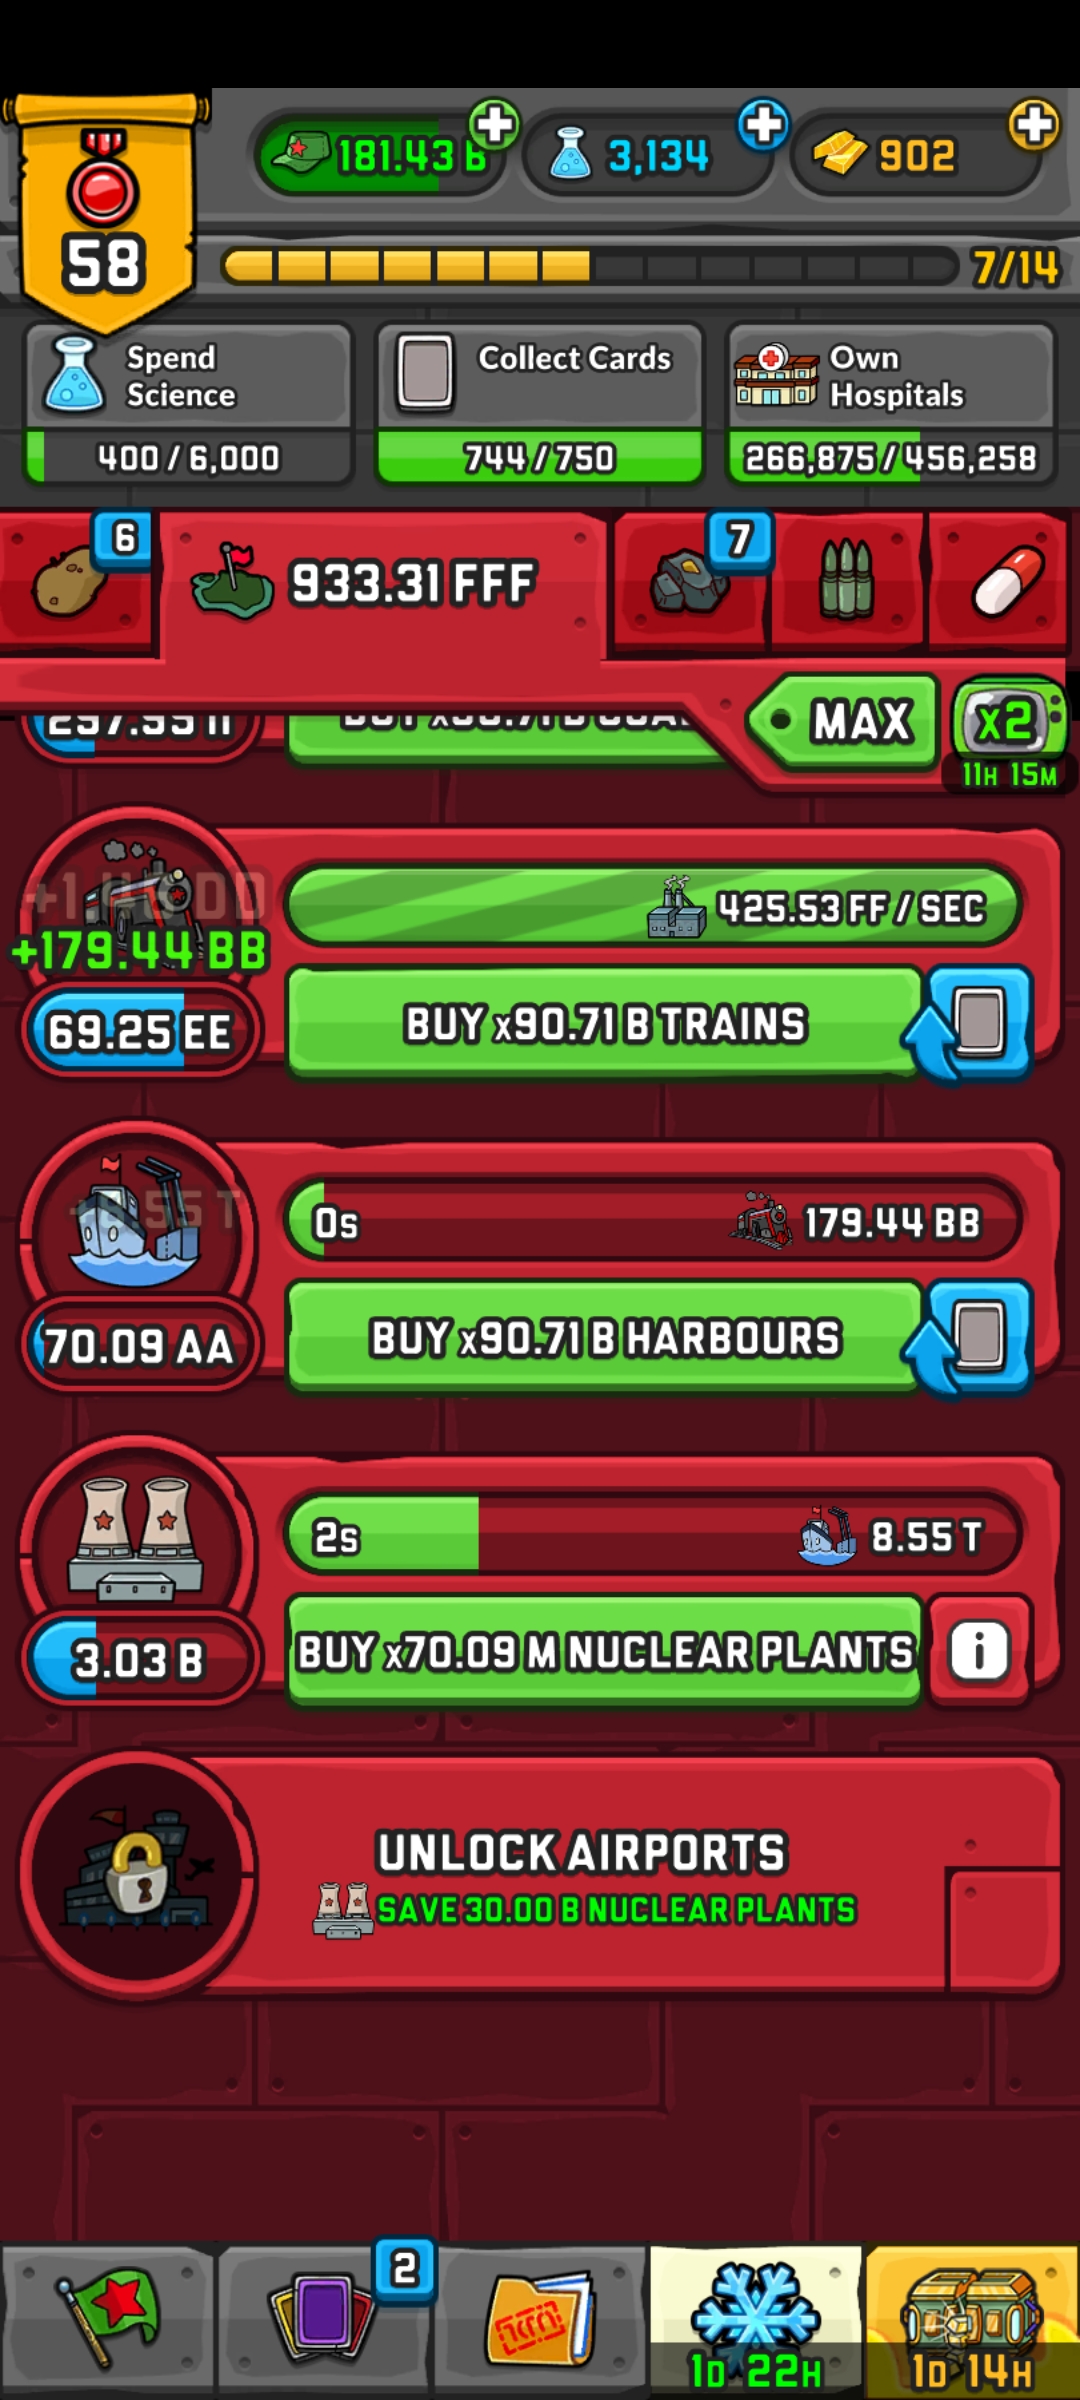 58
181.43 B
3,134
902
7/14
Spend
Science
400 / 6,000
Collect Cards
744 / 750
Own
Hospitals
266,875 / 456,258
6
933.31 FFF
7
MAX
x2
11H 15M
+179.44 BB
425.53 FF / SEC
69.25 EE
BUY x90.71 B TRAINS
0s
179.44 BB
70.09 AA
BUY x90.71 B HARBOURS
2s
8.55 T
3.03 B
BUY x70.09 M NUCLEAR PLANTS
i
UNLOCK AIRPORTS
SAVE 30.00 B NUCLEAR PLANTS
2
1D 22H
1D 14H